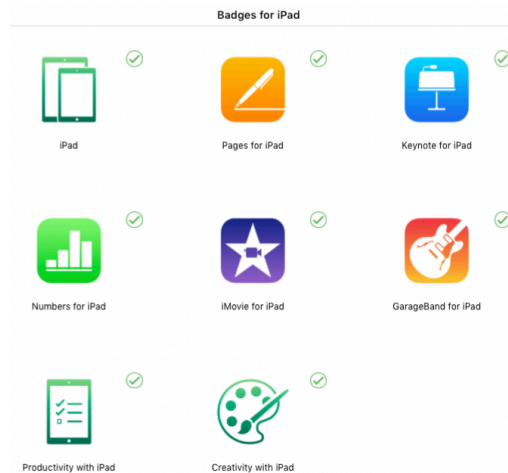 Badges for iPad
iPad
Pages for iPad
Keynote for iPad
Numbers for iPad
iMovie for iPad
GarageBand for iPad
Productivity with iPad
Creativity with iPad